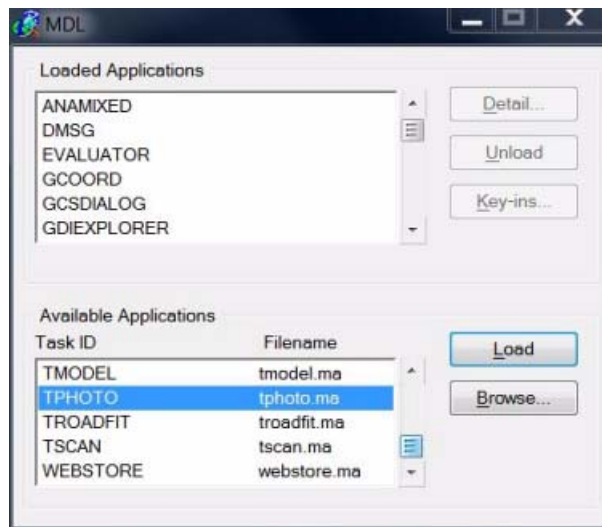 MDL
Loaded Applications
ANAMIXED
DMSG
EVALUATOR
GCOORD
GCSDIALOG
GDIEXPLORER
Detail...
Unload
Key-ins...
Available Applications
Task ID Filename
TMODEL tmodel.ma
TPHOTO tphoto.ma
TROADFIT troadfit.ma
TSCAN tscan.ma
WEBSTORE webstore.ma
Load
Browse...